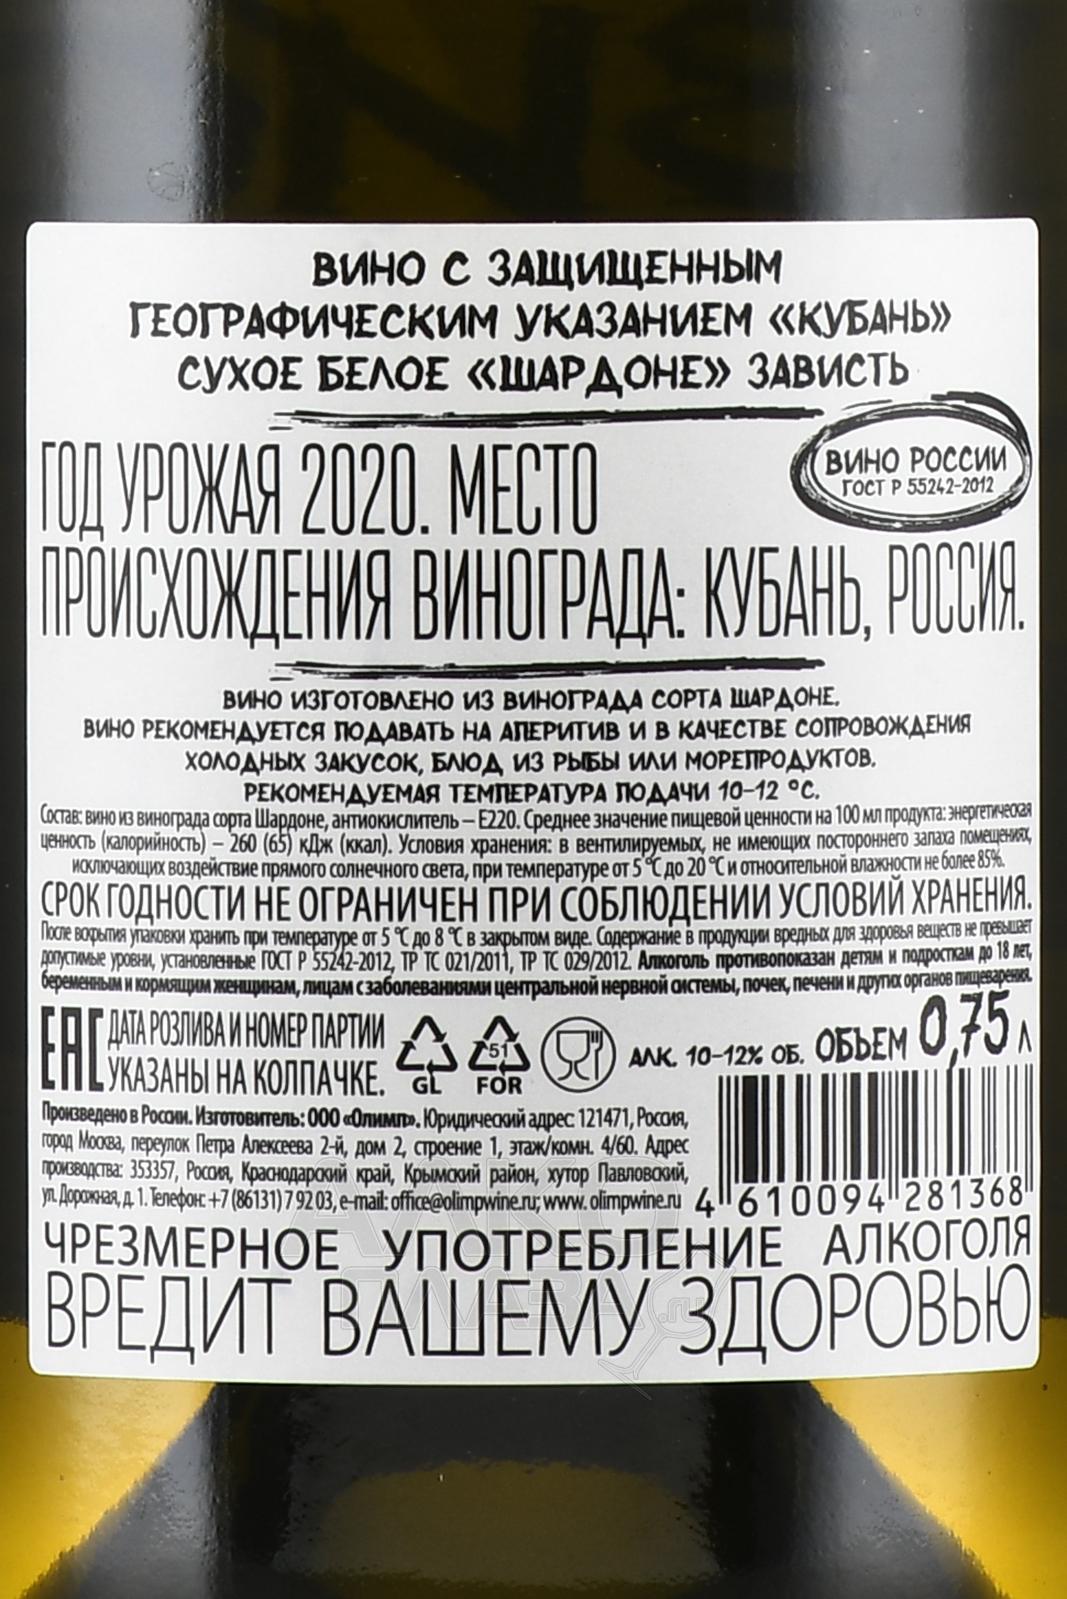 ВИНО С ЗАЩИЩЕННЫМ
ГЕОГРАФИЧЕСКИМ УКАЗАНИЕМ «КУБАНЬ»
СУХОЕ БЕЛОЕ «ШАРДОНЕ» ЗАВИСТЬ
ВИНО РОССИИ
ГОСТ Р 55242-2012
ГОД УРОЖАЯ 2020. МЕСТО
ПРОИСХОЖДЕНИЯ ВИНОГРАДА: КУБАНЬ, РОССИЯ.
ВИНО ИЗГОТОВЛЕНО ИЗ ВИНОГРАДА СОРТА ШАРДОНЕ.
ВИНО РЕКОМЕНДУЕТСЯ ПОДАВАТЬ НА АПЕРИТИВ И В КАЧЕСТВЕ СОПРОВОЖДЕНИЯ
ХОЛОДНЫХ ЗАКУСОК, БЛЮД ИЗ РЫБЫ ИЛИ МОРЕПРОДУКТОВ.
РЕКОМЕНДУЕМАЯ ТЕМПЕРАТУРА ПОДАЧИ 10-12 °C.
Состав: вино из винограда сорта Шардоне, антиокислитель – Е220. Среднее значение пищевой ценности на 100 мл продукта: энергетическая
ценность (калорийность) – 260 (65) кДж (ккал). Условия хранения: в вентилируемых, не имеющих постороннего запаха помещениях,
исключающих воздействие прямого солнечного света, при температуре от 5 °C до 20 °C и относительной влажности не более 85%.
СРОК ГОДНОСТИ НЕ ОГРАНИЧЕН ПРИ СОБЛЮДЕНИИ УСЛОВИЙ ХРАНЕНИЯ.
После вскрытия упаковки хранить при температуре от 5 °C до 8 °C в закрытом виде. Содержание в продукции вредных для здоровья веществ не превышает
допустимые уровни, установленные ГОСТ Р 55242-2012, ТР ТС 021/2011, ТР ТС 029/2012. Алкоголь противопоказан детям и подросткам до 18 лет,
беременным и кормящим женщинам, лицам с заболеваниями центральной нервной системы, почек, печени и других органов пищеварения.
EAC ДАТА РОЗЛИВА И НОМЕР ПАРТИИ
УКАЗАНЫ НА КОЛПАЧКЕ.
GL
51
FOR
АЛК. 10-12% ОБ. ОБЪЕМ 0,75 Л
Произведено в России. Изготовитель: ООО «Олимп». Юридический адрес: 121471, Россия,
город Москва, переулок Петра Алексеева 2-й, дом 2, строение 1, этаж/комн. 4/60. Адрес
производства: 353357, Россия, Краснодарский край, Крымский район, хутор Павловский,
ул. Дорожная, д. 1. Телефон: +7 (86131) 7 92 03, e-mail: office@olimpwine.ru; www. olimpwine.ru
4 610094 281368
ЧРЕЗМЕРНОЕ УПОТРЕБЛЕНИЕ АЛКОГОЛЯ
ВРЕДИТ ВАШЕМУ ЗДОРОВЬЮ